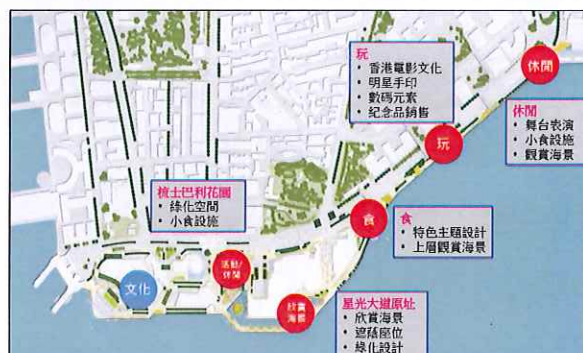 玩
• 香港電影文化
• 明星手印
• 數碼元素
• 紀念品銷售
休閒
休閒
• 舞台表演
• 小食設施
• 觀賞海景
玩
梳士巴利花園
• 綠化空間
• 小食設施
食
食
• 特色主題設計
• 上層觀賞海景
文化
活動/
休閒
欣賞
海景
星光大道原址
• 欣賞海景
• 遮蔭座位
• 綠化設計